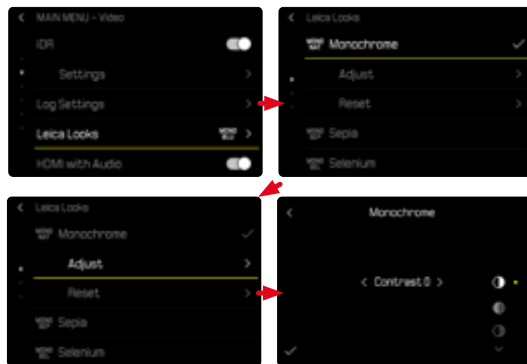 MAIN MENU - Video
iDR
Settings
Log Settings
Leica Looks
HDMI with Audio
Leica Looks
Monochrome
Adjust
Reset
Sepia
Selenium
Leica Looks
Monochrome
Adjust
Reset
Sepia
Selenium
Monochrome
Contrast 0